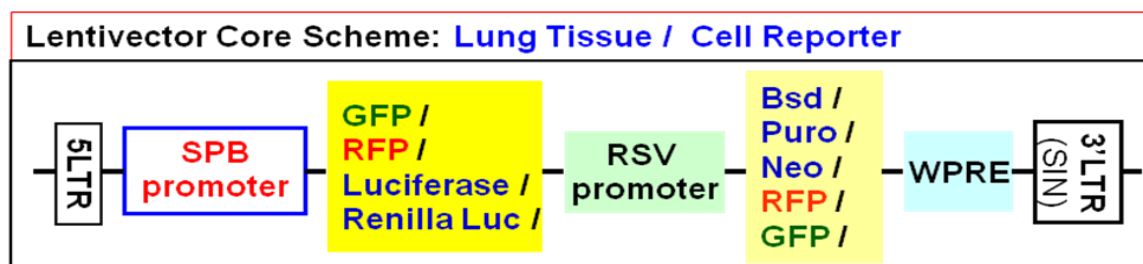 Lentivector Core Scheme: Lung Tissue / Cell Reporter
5LTR
SPB
promoter
GFP /
RFP /
Luciferase /
Renilla Luc /
RSV
promoter
Bsd /
Puro /
Neo /
RFP /
GFP /
WPRE
3'LTR
(SIN)